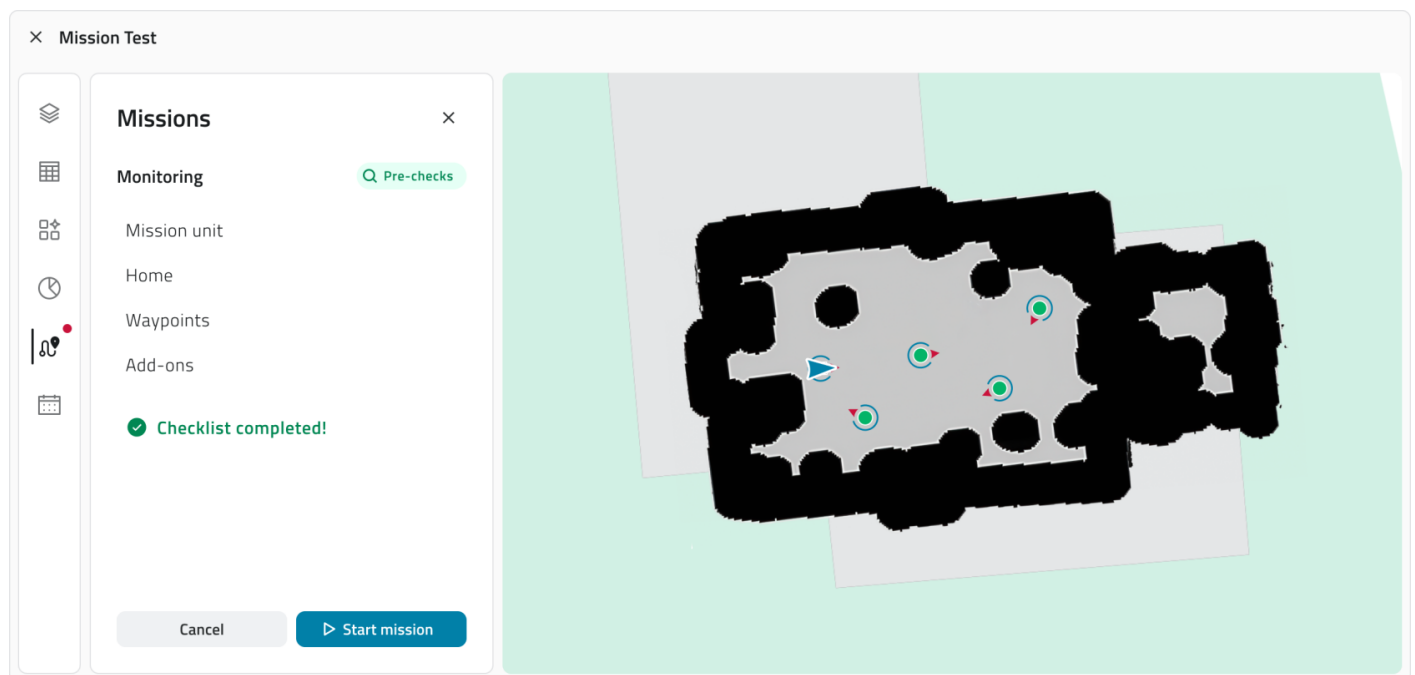 Mission Test
Missions
Monitoring
Pre-checks
Mission unit
Home
Waypoints
Add-ons
Checklist completed!
Cancel
Start mission